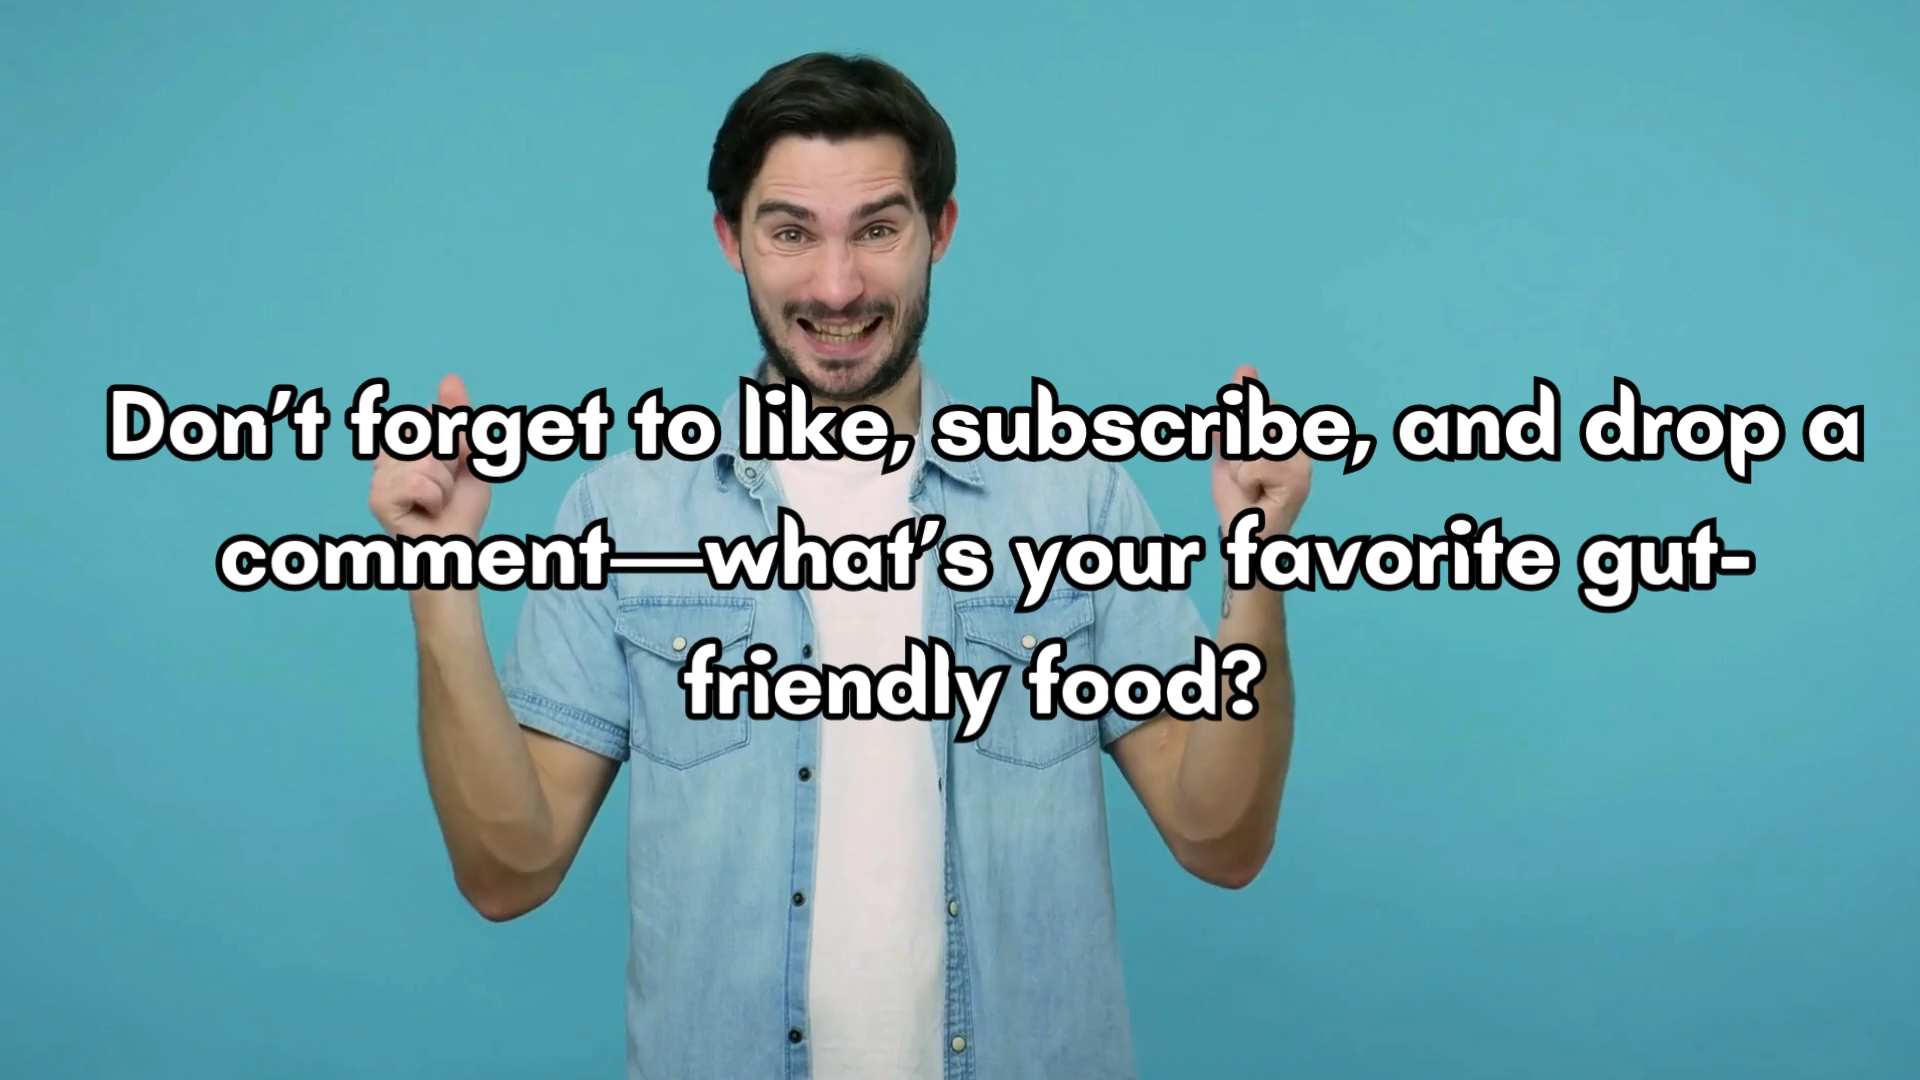 Don’t forget to like, subscribe, and drop a
comment—what’s your favorite gut-
friendly food?